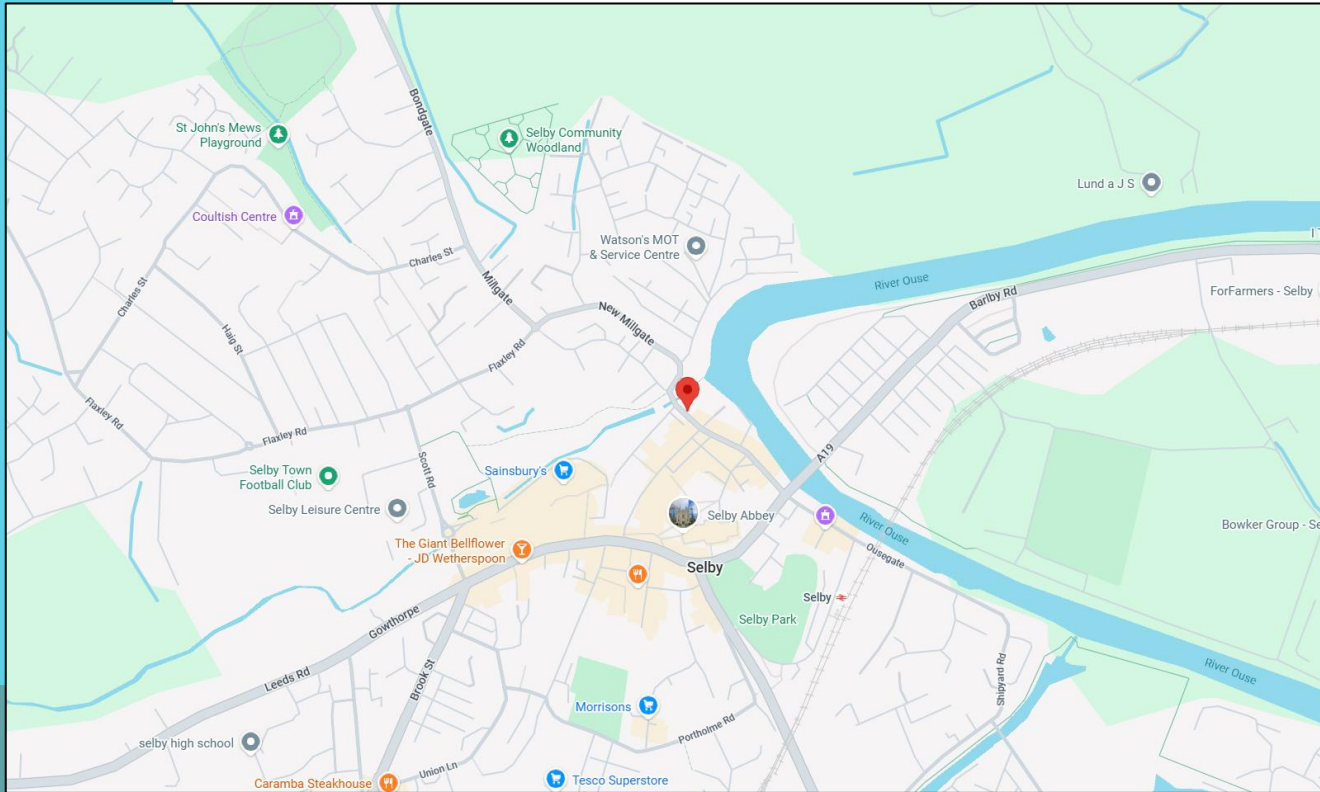 Bondgate
St John's Mews
Playground
Selby Community
Woodland
Lund a J S
Coultish Centre
Charles St
Watson's MOT
& Service Centre
River Ouse
Millgate
Charles St
New Millgate
Barlby Rd
ForFarmers - Selby
Haig St
Flaxley Rd
Flaxley Rd
Flaxley Rd
Scott Rd
A19
Selby Town
Football Club
Sainsbury's
Selby Leisure Centre
Selby Abbey
River Ouse
Bowker Group - Se
The Giant Bellflower
- JD Wetherspoon
Ousegate
Selby
Selby
Selby Park
Gowthorpe
Leeds Rd
Brook St
Shipyard Rd
River Ouse
Morrisons
Portholme Rd
selby high school
Union Ln
Caramba Steakhouse
Tesco Superstore